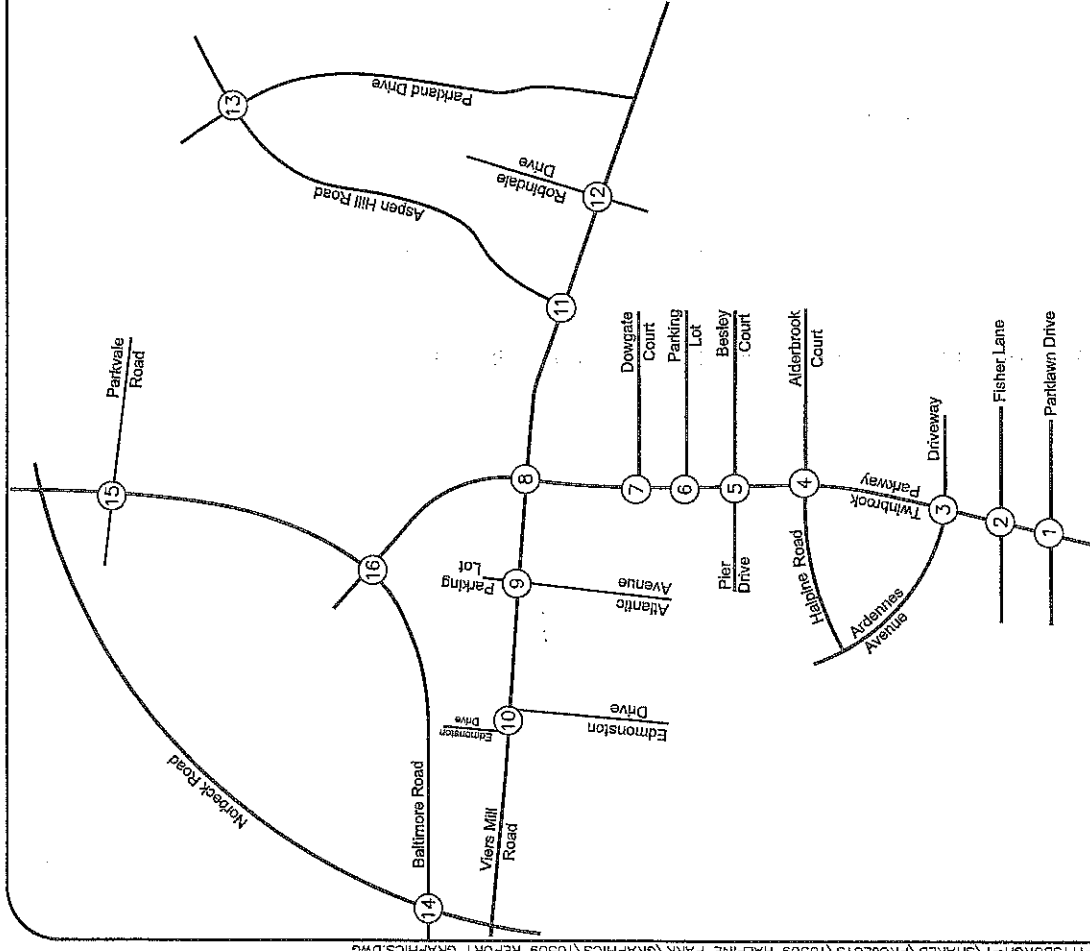 13
Parkland Drive
Aspen Hill Road
Robindale
Drive
12
11
Parkvale
Road
15
Norbeck Road
16
8
Parking
Lot
9
Atlantic
Avenue
Edmonston
Drive
10
Edmonston
Drive
Baltimore Road
Viers Mill
Road
14
Dowgate
Court
7
Parking
Lot
6
Besley
Court
5
Pier
Drive
Alderbrook
Court
4
Halpine Road
Twinbrook
Parkway
Ardennes
Avenue
Driveway
3
Fisher Lane
2
Parklawn Drive
1